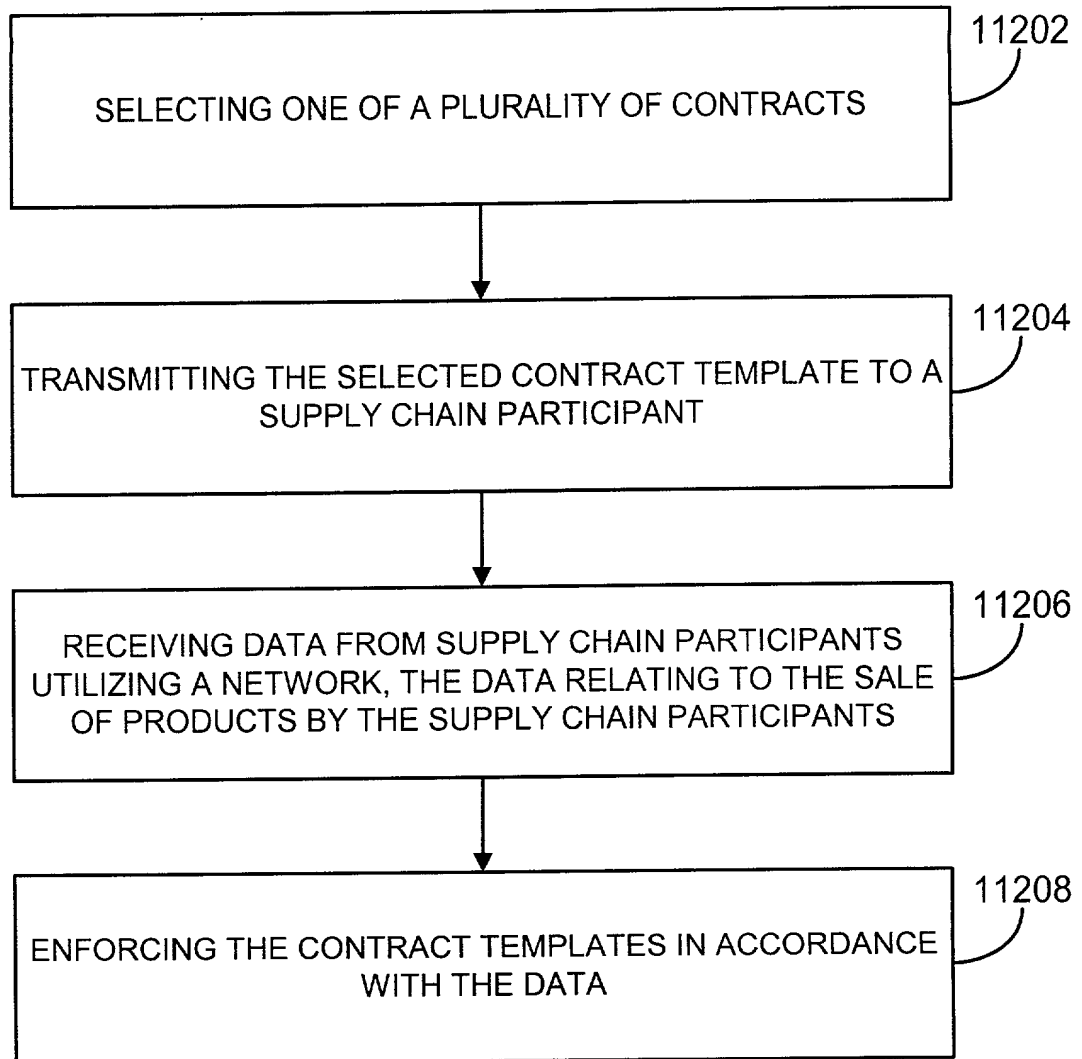 11202
SELECTING ONE OF A PLURALITY OF CONTRACTS
11204
TRANSMITTING THE SELECTED CONTRACT TEMPLATE TO A
SUPPLY CHAIN PARTICIPANT
11206
RECEIVING DATA FROM SUPPLY CHAIN PARTICIPANTS
UTILIZING A NETWORK, THE DATA RELATING TO THE SALE
OF PRODUCTS BY THE SUPPLY CHAIN PARTICIPANTS
11208
ENFORCING THE CONTRACT TEMPLATES IN ACCORDANCE
WITH THE DATA